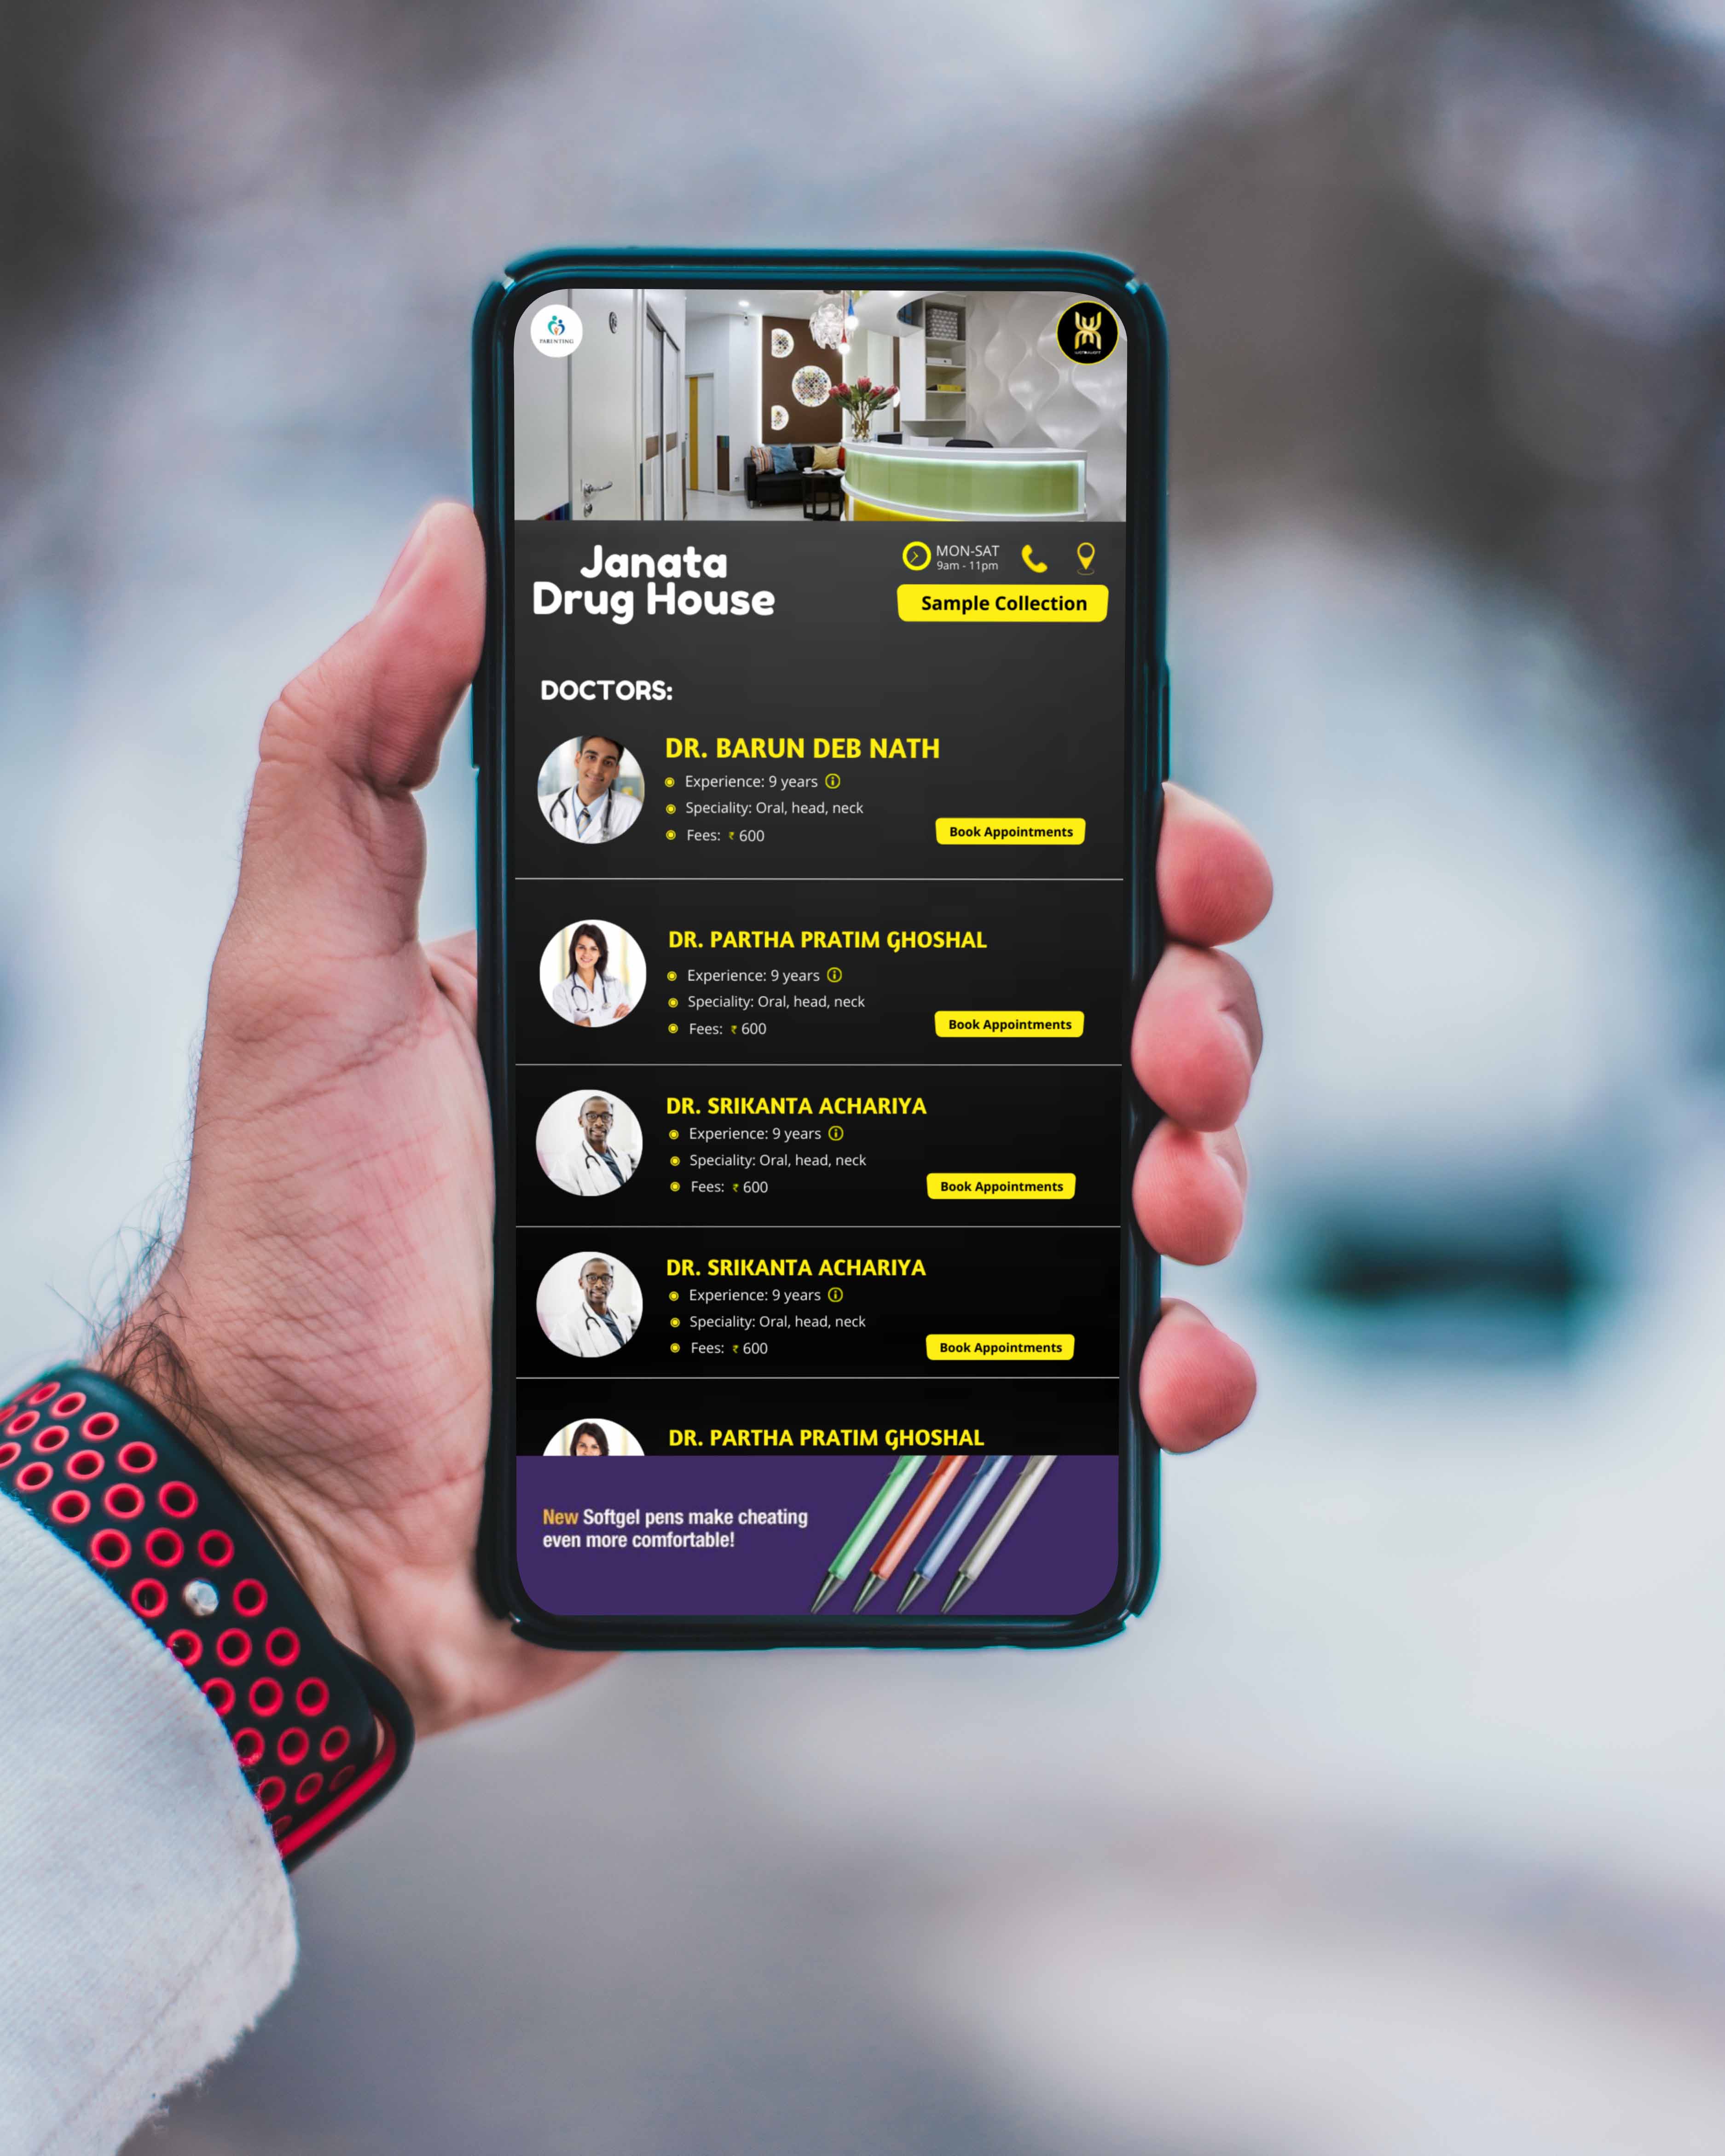 PARENTING
Janata
Drug House
MON-SAT
9am - 11pm
Sample Collection
DOCTORS:
DR. BARUN DEB NATH
Experience: 9 years
Speciality: Oral, head, neck
Fees: ₹ 600
Book Appointments
DR. PARTHA PRATIM GHOSHAL
Experience: 9 years
Speciality: Oral, head, neck
Fees: ₹ 600
Book Appointments
DR. SRIKANTA ACHARIYA
Experience: 9 years
Speciality: Oral, head, neck
Fees: ₹ 600
Book Appointments
DR. SRIKANTA ACHARIYA
Experience: 9 years
Speciality: Oral, head, neck
Fees: ₹ 600
Book Appointments
DR. PARTHA PRATIM GHOSHAL
New Softgel pens make cheating
even more comfortable!